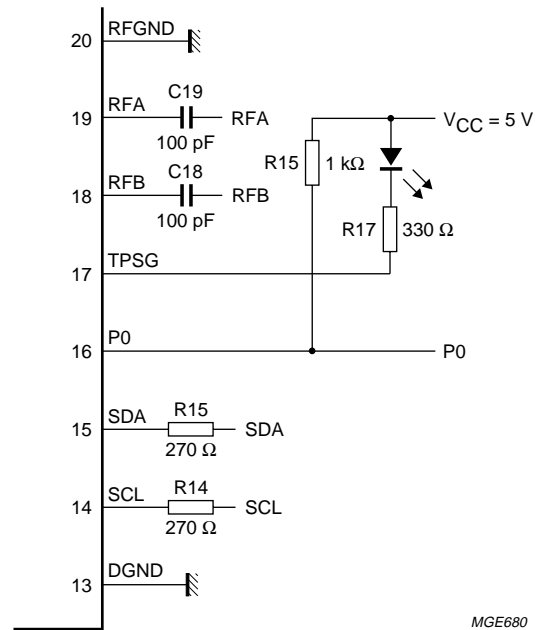 20 RFGND
C19
19 RFA RFA
100 pF
VCC = 5 V
R15 1 kΩ
C18
18 RFB RFB
100 pF
R17 330 Ω
17 TPSG
16 P0 P0
R15
15 SDA SDA
270 Ω
R14
14 SCL SCL
270 Ω
13 DGND
MGE680